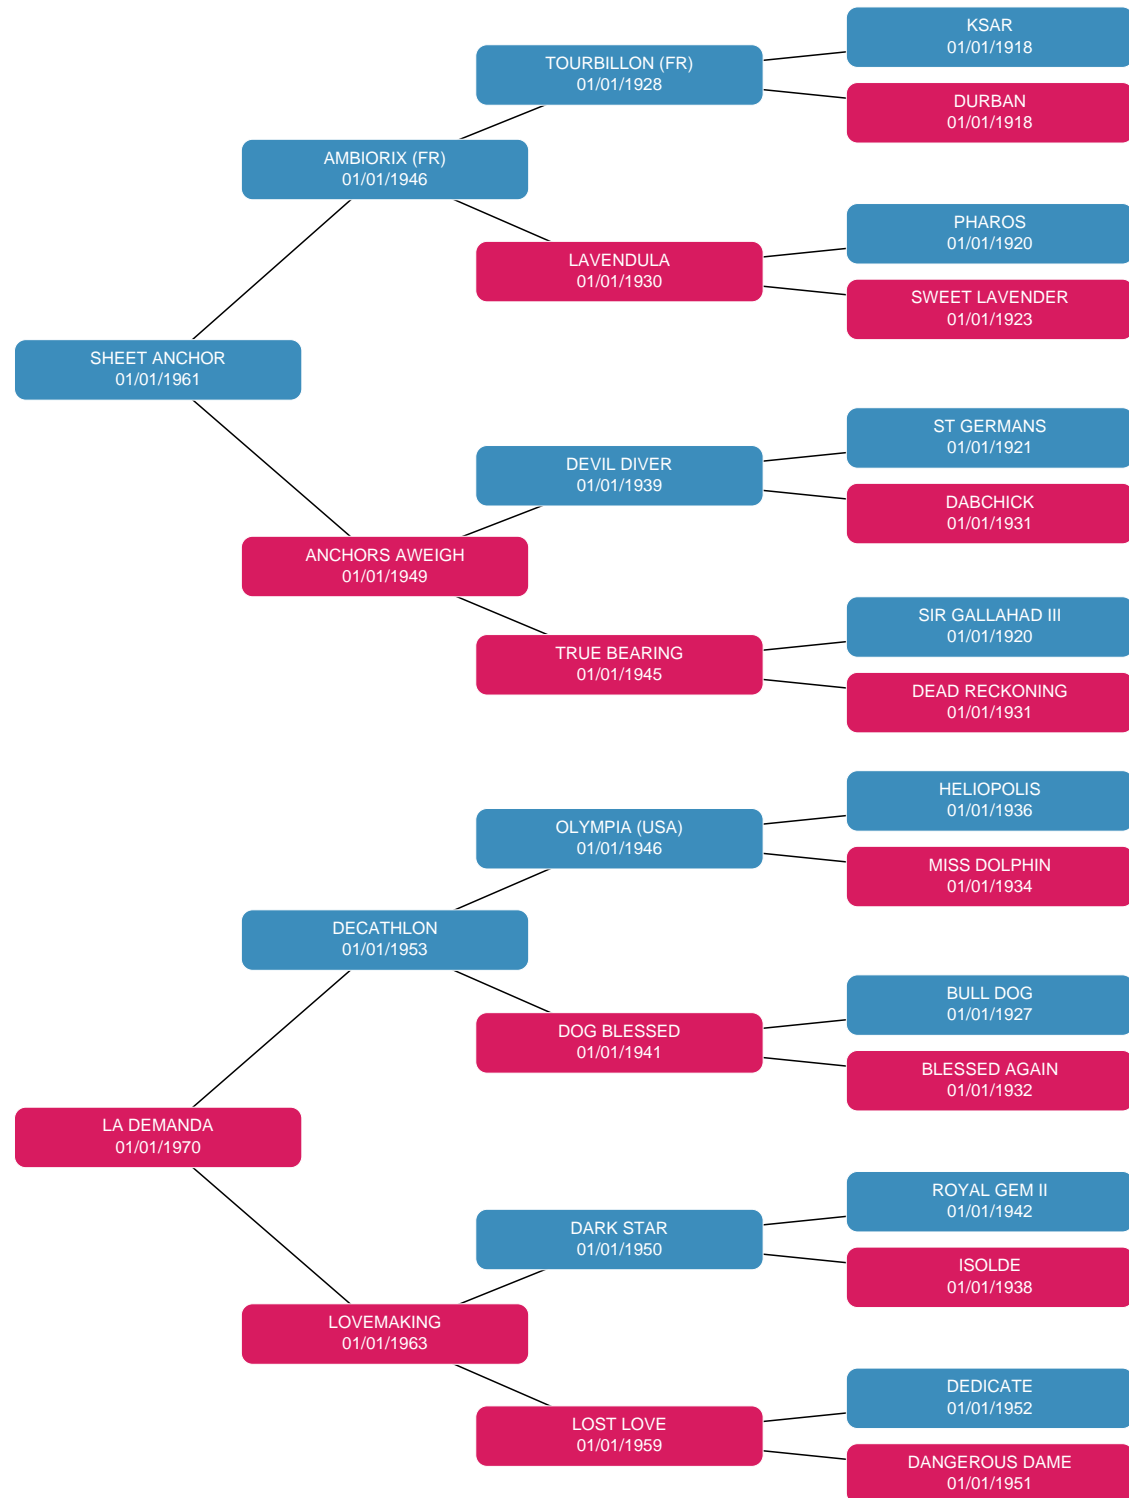 KSAR
01/01/1918
TOURBILLON (FR)
01/01/1928
DURBAN
01/01/1918
AMBIORIX (FR)
01/01/1946
PHAROS
01/01/1920
LAVENDULA
01/01/1930
SWEET LAVENDER
01/01/1923
SHEET ANCHOR
01/01/1961
ST GERMANS
01/01/1921
DEVIL DIVER
01/01/1939
DABCHICK
01/01/1931
ANCHORS AWEIGH
01/01/1949
SIR GALLAHAD III
01/01/1920
TRUE BEARING
01/01/1945
DEAD RECKONING
01/01/1931
HELIOPOLIS
01/01/1936
OLYMPIA (USA)
01/01/1946
MISS DOLPHIN
01/01/1934
DECATHLON
01/01/1953
BULL DOG
01/01/1927
DOG BLESSED
01/01/1941
BLESSED AGAIN
01/01/1932
LA DEMANDA
01/01/1970
ROYAL GEM II
01/01/1942
DARK STAR
01/01/1950
ISOLDE
01/01/1938
LOVEMAKING
01/01/1963
DEDICATE
01/01/1952
LOST LOVE
01/01/1959
DANGEROUS DAME
01/01/1951